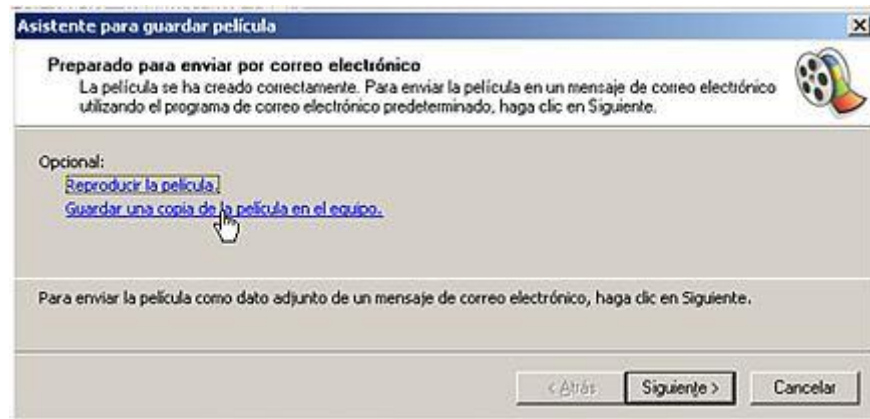 Asistente para guardar película
Preparado para enviar por correo electrónico
La película se ha creado correctamente. Para enviar la película en un mensaje de correo electrónico
utilizando el programa de correo electrónico predeterminado, haga clic en Siguiente.
Opcional:
Reproducir la película.
Guardar una copia de la película en el equipo.
Para enviar la película como dato adjunto de un mensaje de correo electrónico, haga clic en Siguiente.
< Atrás Siguiente > Cancelar